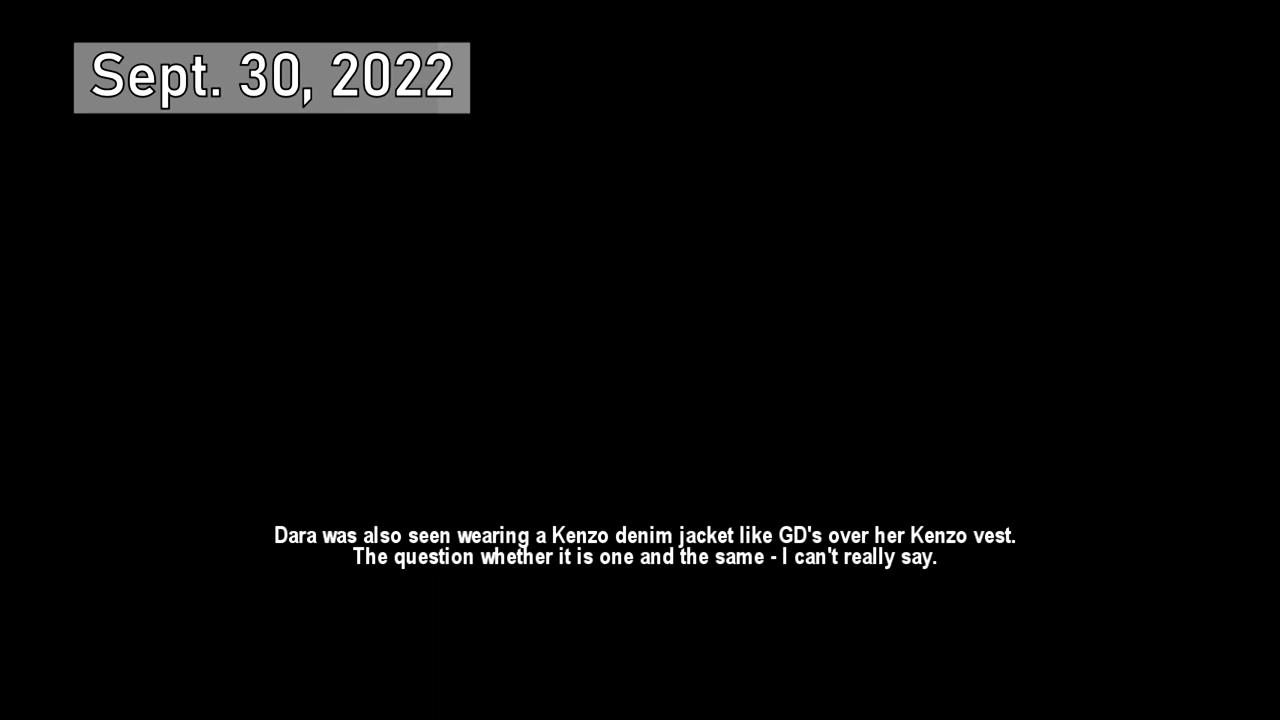 Sept. 30, 2022
Dara was also seen wearing a Kenzo denim jacket like GD's over her Kenzo vest.
The question whether it is one and the same - I can't really say.